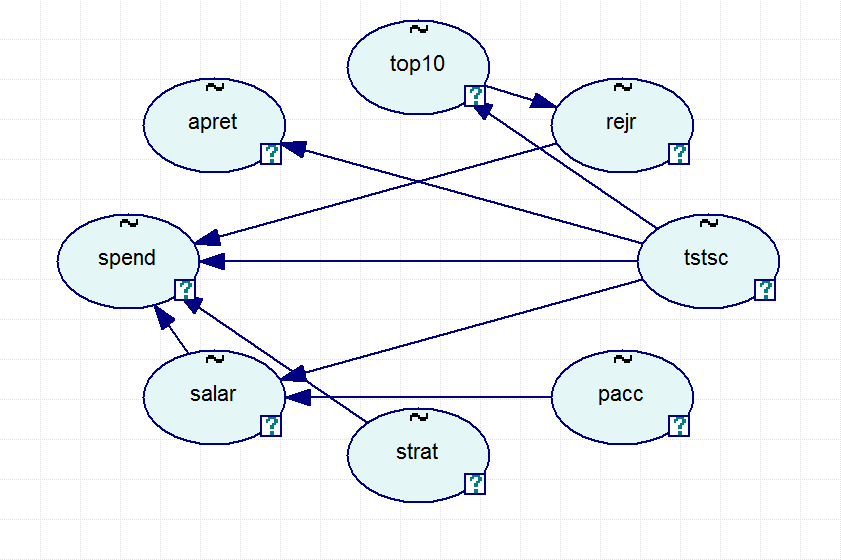 ~
top10
?
~
apret
?
~
rejr
?
~
spend
?
~
tstsc
?
~
salar
?
~
pacc
?
~
strat
?